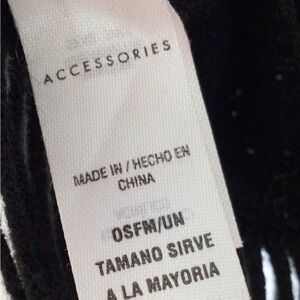 ACCESSORIES
MADE IN / HECHO EN
CHINA
OSFM/UN
TAMANO SIRVE
A LA MAYORIA